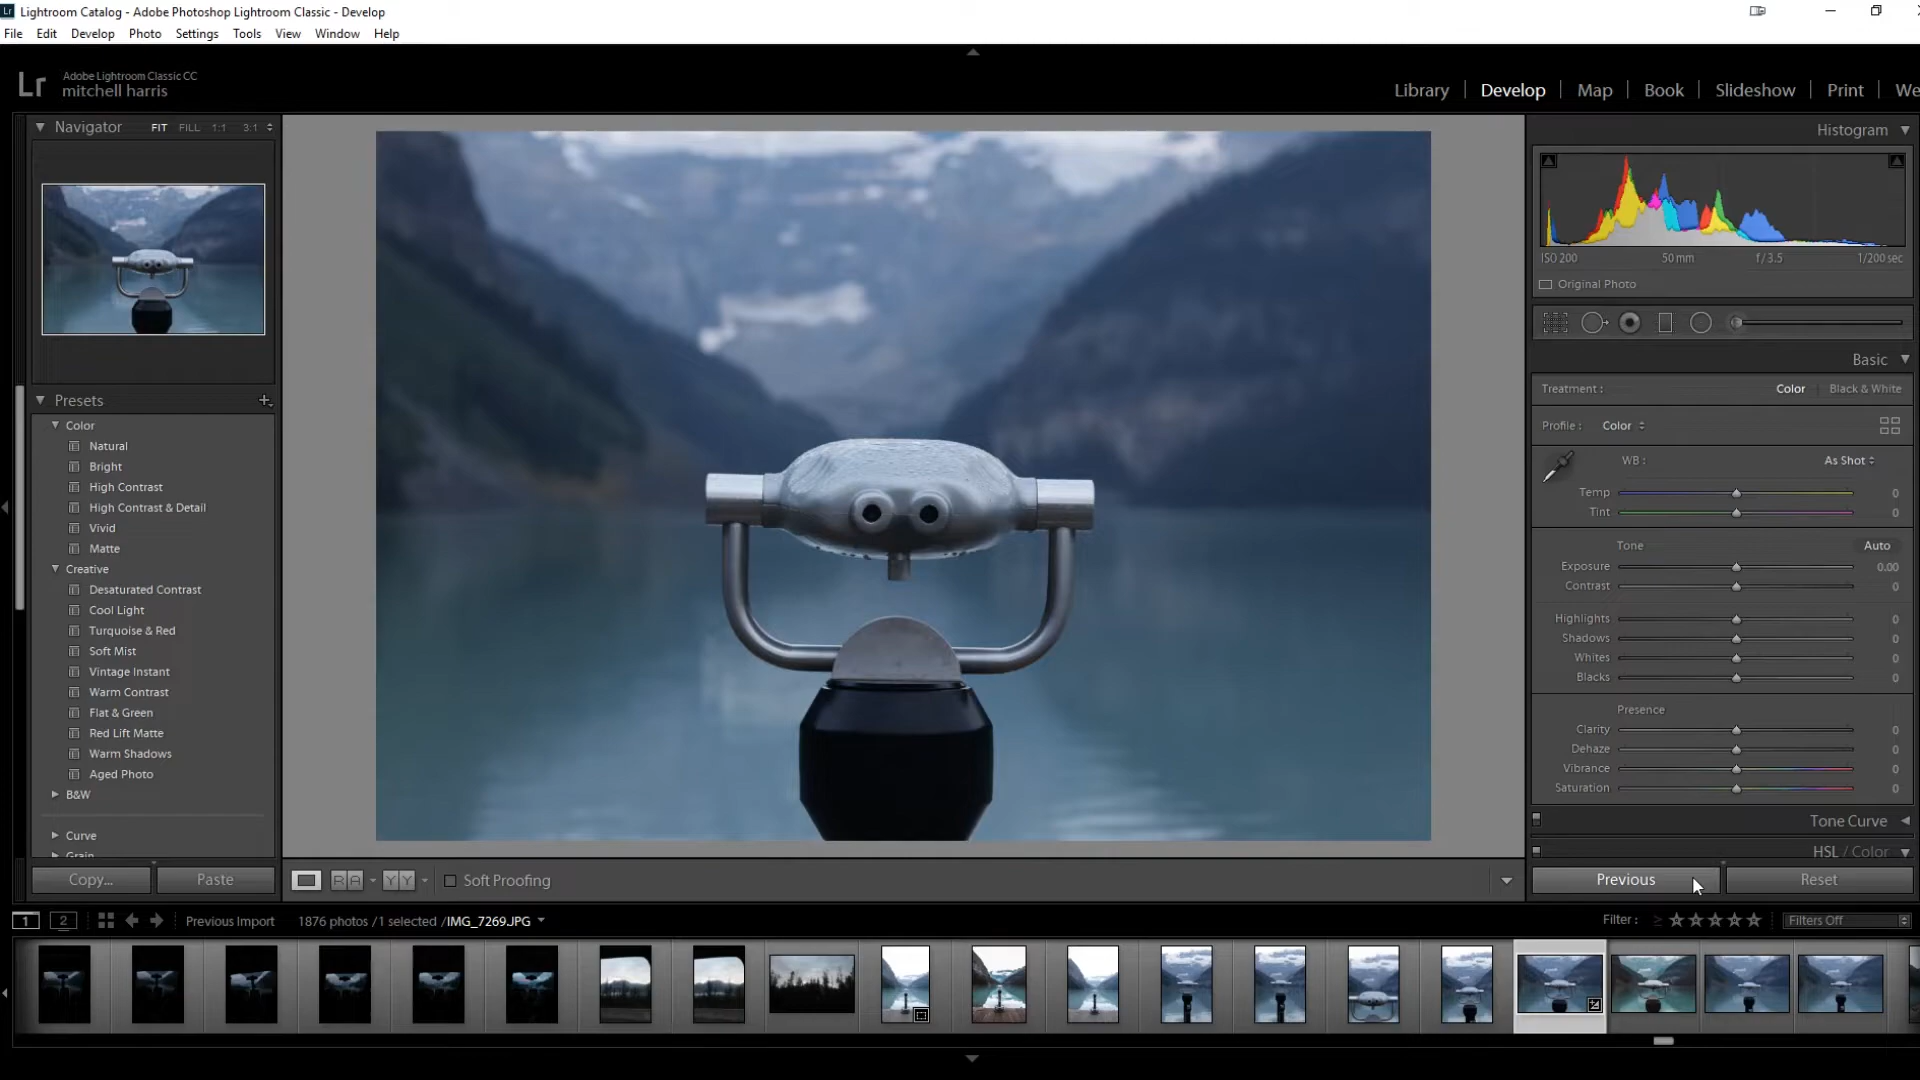 Lightroom Catalog - Adobe Photoshop Lightroom Classic - Develop
File Edit Develop Photo Settings Tools View Window Help
Lr Adobe Lightroom Classic CC
mitchell harris
Library Develop Map Book Slideshow Print We
Navigator FIT FILL 1:1 3:1
Histogram
ISO 200 50 mm f / 3.5 1/200 sec
Original Photo
Basic
Treatment : Color Black & White
Profile : Color
WB : As Shot
Temp 0
Tint 0
Tone Auto
Exposure 0.00
Contrast 0
Highlights 0
Shadows 0
Whites 0
Blacks 0
Presence
Clarity 0
Dehaze 0
Vibrance 0
Saturation 0
Tone Curve
HSL / Color
Previous Reset
Presets
Color
Natural
Bright
High Contrast
High Contrast & Detail
Vivid
Matte
Creative
Desaturated Contrast
Cool Light
Turquoise & Red
Soft Mist
Vintage Instant
Warm Contrast
Flat & Green
Red Lift Matte
Warm Shadows
Aged Photo
B&W
Curve
Grain
Copy... Paste
RA YY Soft Proofing
1 2 Previous Import 1876 photos / 1 selected / IMG_7269.JPG Filter : Filters Off